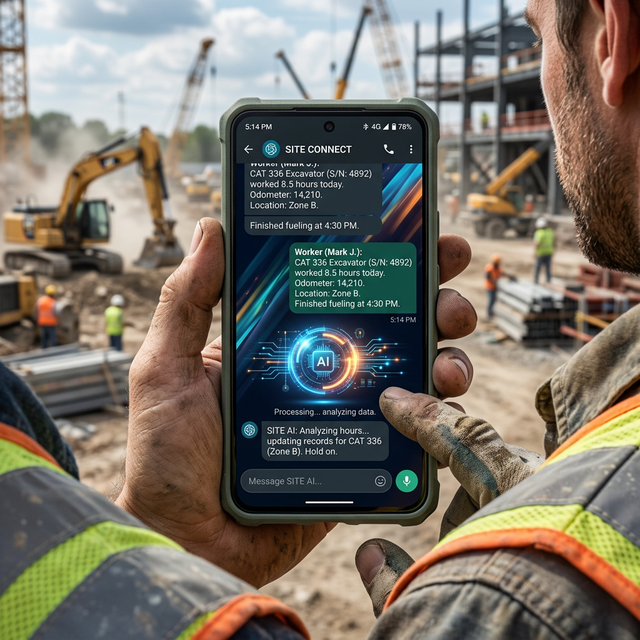 5:14 PM
4G
78%
SITE CONNECT
Worker (Mark J.):
CAT 336 Excavator (S/N: 4892)
worked 8.5 hours today.
Odometer: 14,210.
Location: Zone B.
Finished fueling at 4:30 PM.
Worker (Mark J.):
CAT 336 Excavator (S/N: 4892)
worked 8.5 hours today.
Odometer: 14,210.
Location: Zone B.
Finished fueling at 4:30 PM.
5:14 PM
AI
Processing... analyzing data.
SITE AI: Analyzing hours...
updating records for CAT 336
(Zone B). Hold on.
Message SITE AI...